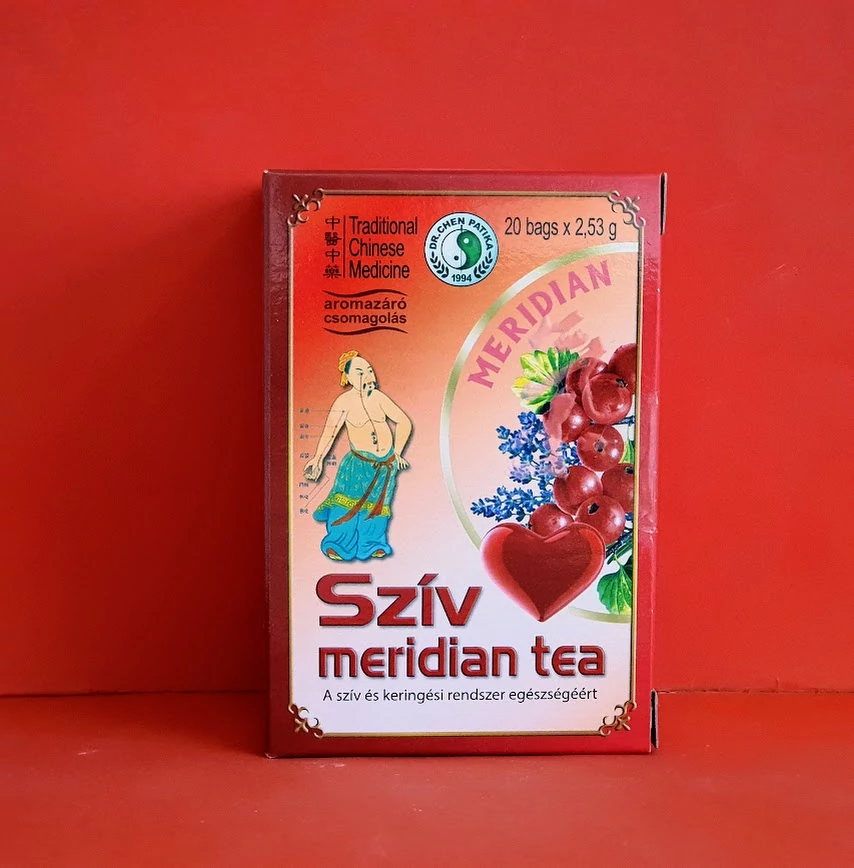 中醫中藥
Traditional
Chinese
Medicine
DR. CHEN PATIKA
1994
20 bags x 2,53 g
aromazáró
csomagolás
MERIDIAN
Szív
meridian tea
A szív és keringési rendszer egészségéért